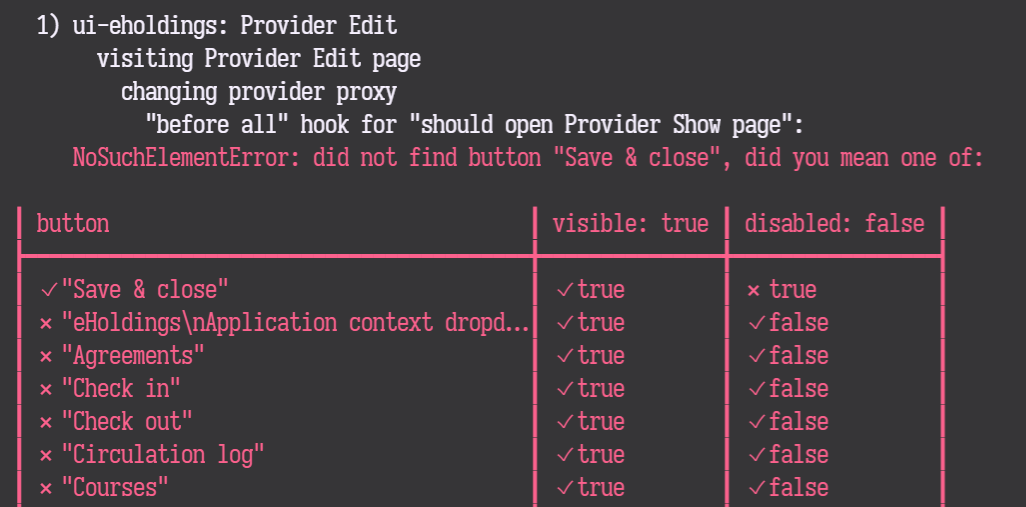 1) ui-eholdings: Provider Edit
visiting Provider Edit page
changing provider proxy
"before all" hook for "should open Provider Show page":
NoSuchElementError: did not find button "Save & close", did you mean one of:
button visible: true disabled: false
✓"Save & close" ✓true × true
× "eHoldings\nApplication context dropd… ✓true ✓false
× "Agreements" ✓true ✓false
× "Check in" ✓true ✓false
× "Check out" ✓true ✓false
× "Circulation log" ✓true ✓false
× "Courses" ✓true ✓false